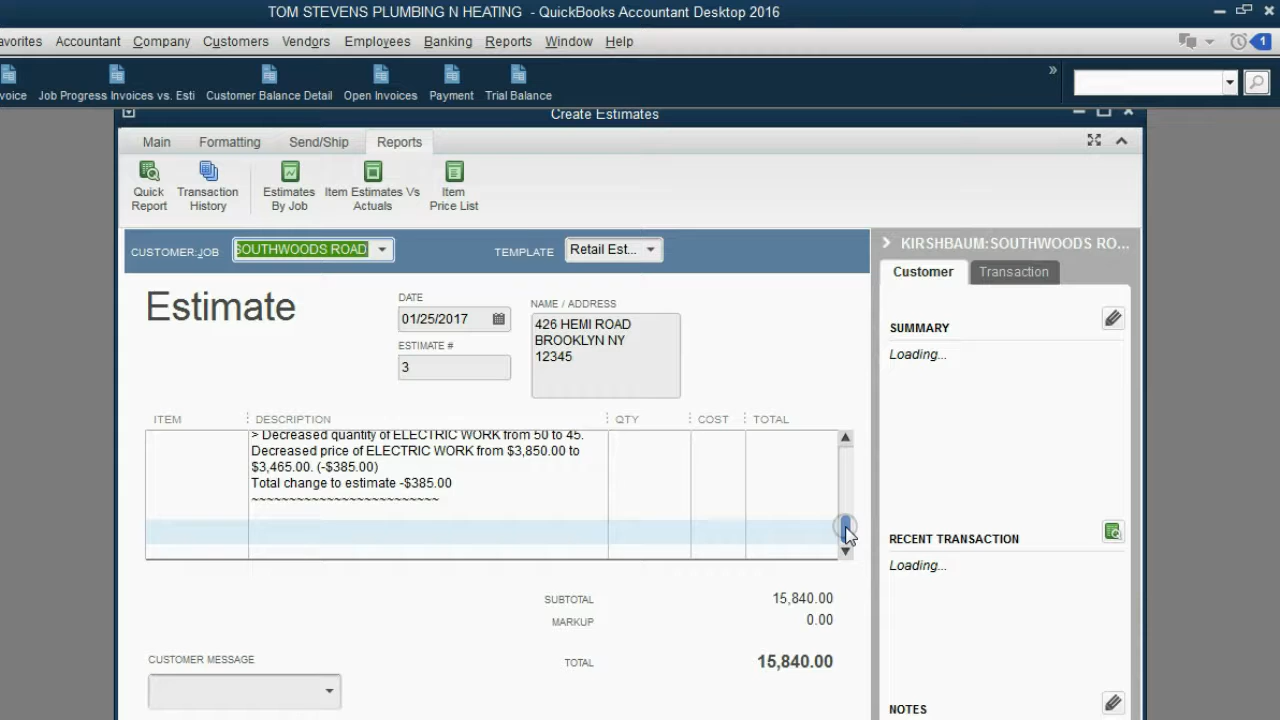 TOM STEVENS PLUMBING N HEATING - QuickBooks Accountant Desktop 2016
avorites Accountant Company Customers Vendors Employees Banking Reports Window Help
1
voice Job Progress Invoices vs. Esti Customer Balance Detail Open Invoices Payment Trial Balance
Create Estimates
Main Formatting Send/Ship Reports
Quick Report
Transaction History
Estimates By Job
Item Estimates Vs Actuals
Item Price List
CUSTOMER:JOB SOUTHWOODS ROAD TEMPLATE Retail Est...
KIRSHBAUM:SOUTHWOODS RO...
Customer Transaction
Estimate
DATE
01/25/2017
ESTIMATE #
3
NAME / ADDRESS
426 HEMI ROAD
BROOKLYN NY
12345
SUMMARY
Loading...
ITEM DESCRIPTION QTY COST TOTAL
> Decreased quantity of ELECTRIC WORK from 50 to 45.
Decreased price of ELECTRIC WORK from $3,850.00 to
$3,465.00. (-$385.00)
Total change to estimate -$385.00
~~~~~~~~~~~~~~~~~~~~~~~~~
RECENT TRANSACTION
Loading...
SUBTOTAL 15,840.00
MARKUP 0.00
CUSTOMER MESSAGE
TOTAL 15,840.00
NOTES